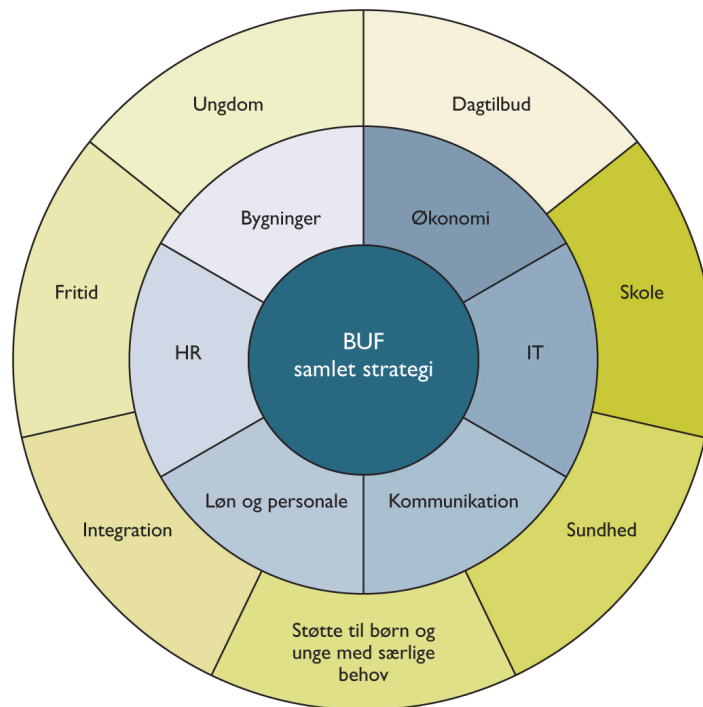 Ungdom
Dagtilbud
Bygninger
Økonomi
Fritid
Skole
HR
BUF
samlet strategi
IT
Løn og personale
Kommunikation
Integration
Sundhed
Støtte til børn og
unge med særlige
behov